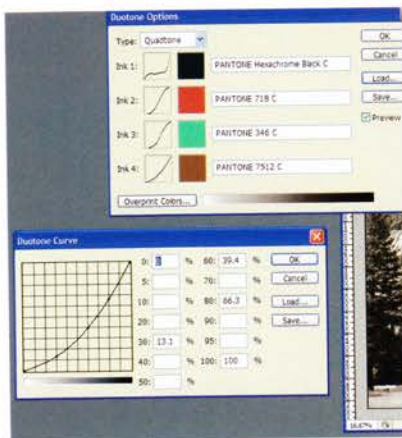 Duotone Options
Type: Quadtone
OK
Cancel
Load...
Save...
Preview
Ink 1: PANTONE Hexachrome Black C
Ink 2: PANTONE 718 C
Ink 3: PANTONE 346 C
Ink 4: PANTONE 7512 C
Overprint Colors...
Duotone Curve
0: 0 % 60: 39.4 % OK
5: % 70: % Cancel
10: % 80: 66.3 % Load...
20: % 90: % Save...
30: 13.1 % 95: %
40: % 100: 100 %
50: %
16.67%